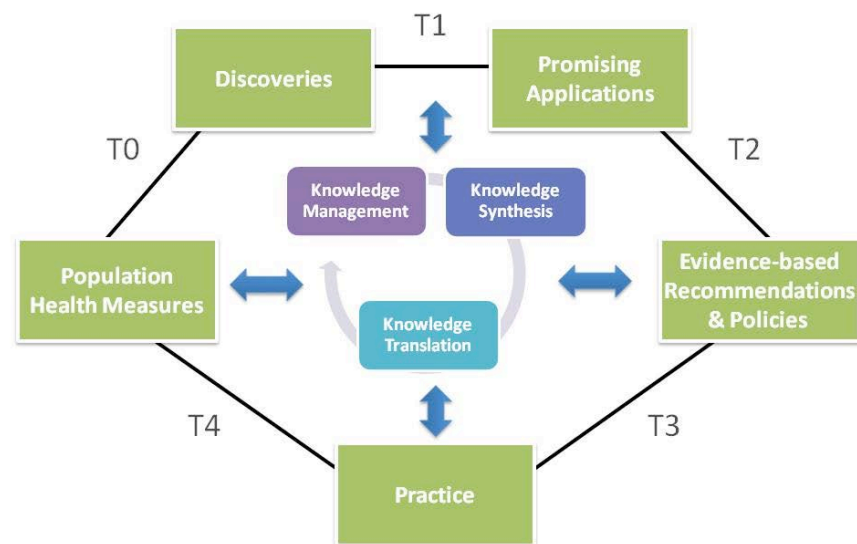 T1
Discoveries
Promising
Applications
T0
T2
Knowledge
Management
Knowledge
Synthesis
Population
Health Measures
Evidence-based
Recommendations
& Policies
Knowledge
Translation
T4
T3
Practice